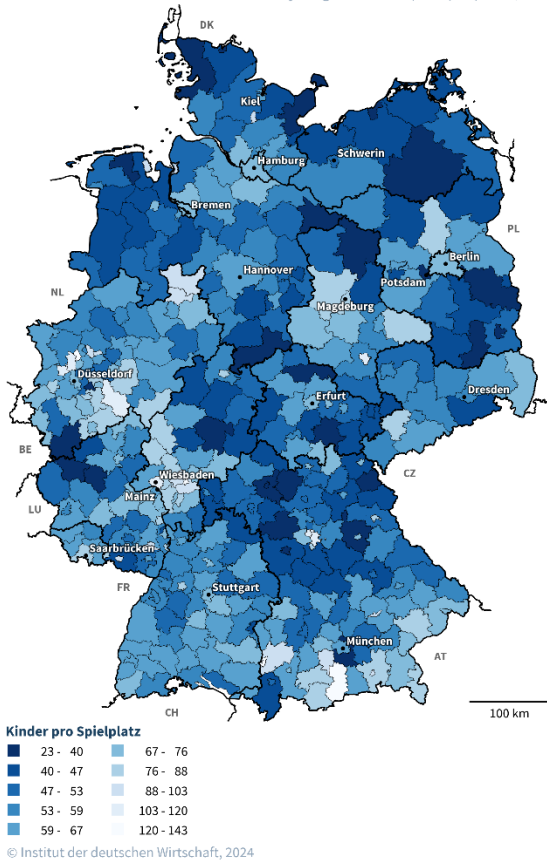 DK
Kiel
Hamburg
Schwerin
Bremen
PL
Berlin
Hannover
Potsdam
NL
Magdeburg
Düsseldorf
Erfurt
Dresden
BE
Wiesbaden
CZ
Mainz
LU
Saarbrücken
FR
Stuttgart
München
AT
CH
100 km
Kinder pro Spielplatz
23 - 40 67 - 76
40 - 47 76 - 88
47 - 53 88 - 103
53 - 59 103 - 120
59 - 67 120 - 143
© Institut der deutschen Wirtschaft, 2024